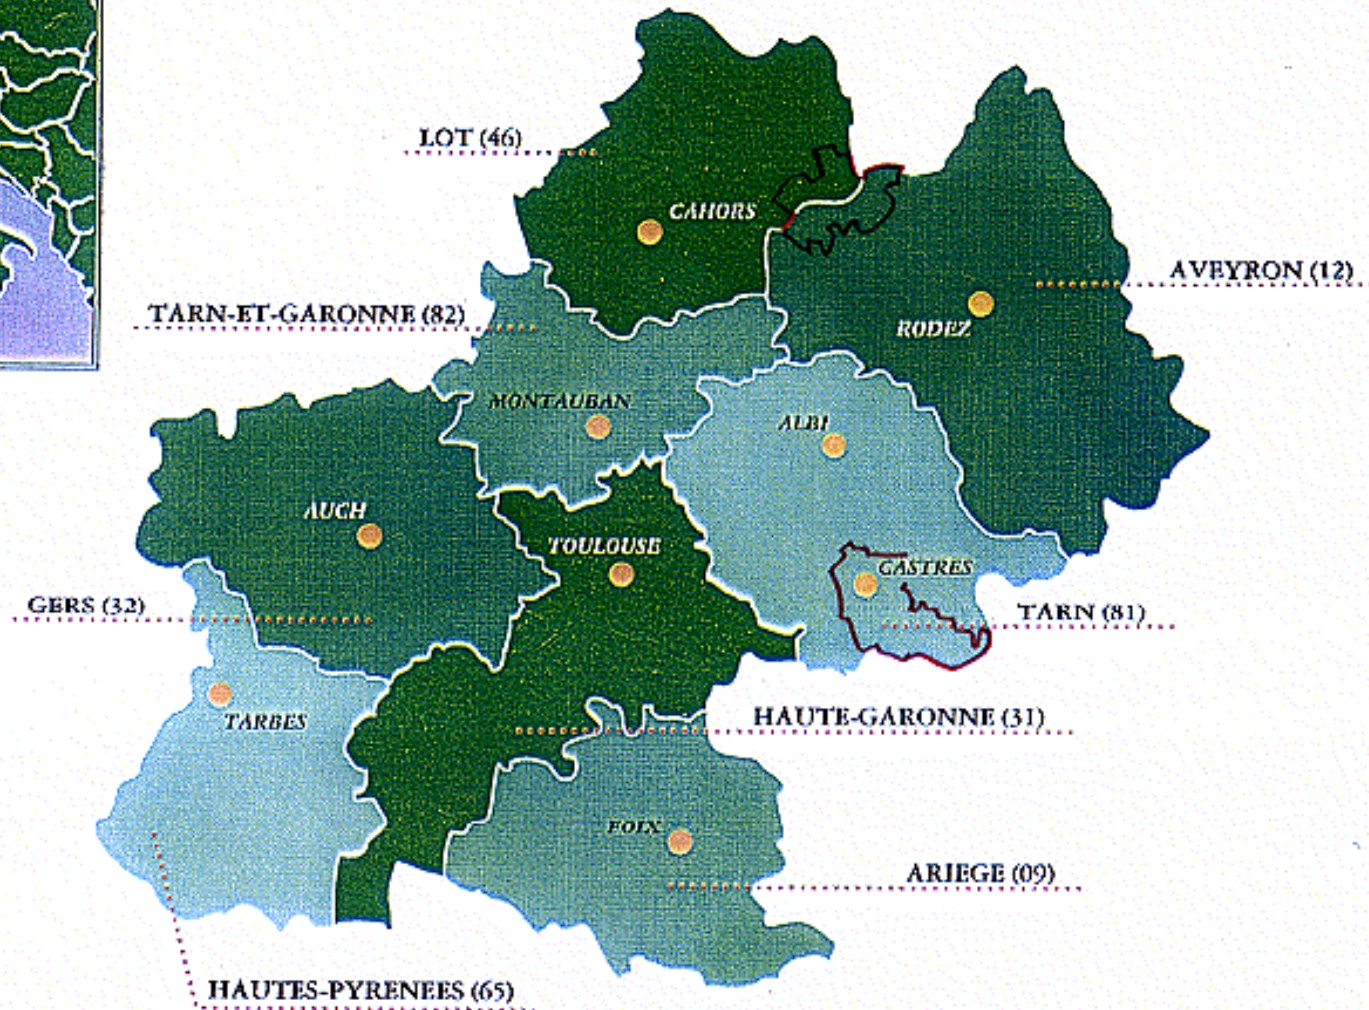 LOT (46)
CAHORS
AVEYRON (12)
TARN-ET-GARONNE (82)
RODEZ
MONTAUBAN
ALBI
AUCH
TOULOUSE
CASTRES
GERS (32)
TARN (81)
TARBES
HAUTE-GARONNE (31)
FOIX
ARIEGE (09)
HAUTES-PYRENEES (65)